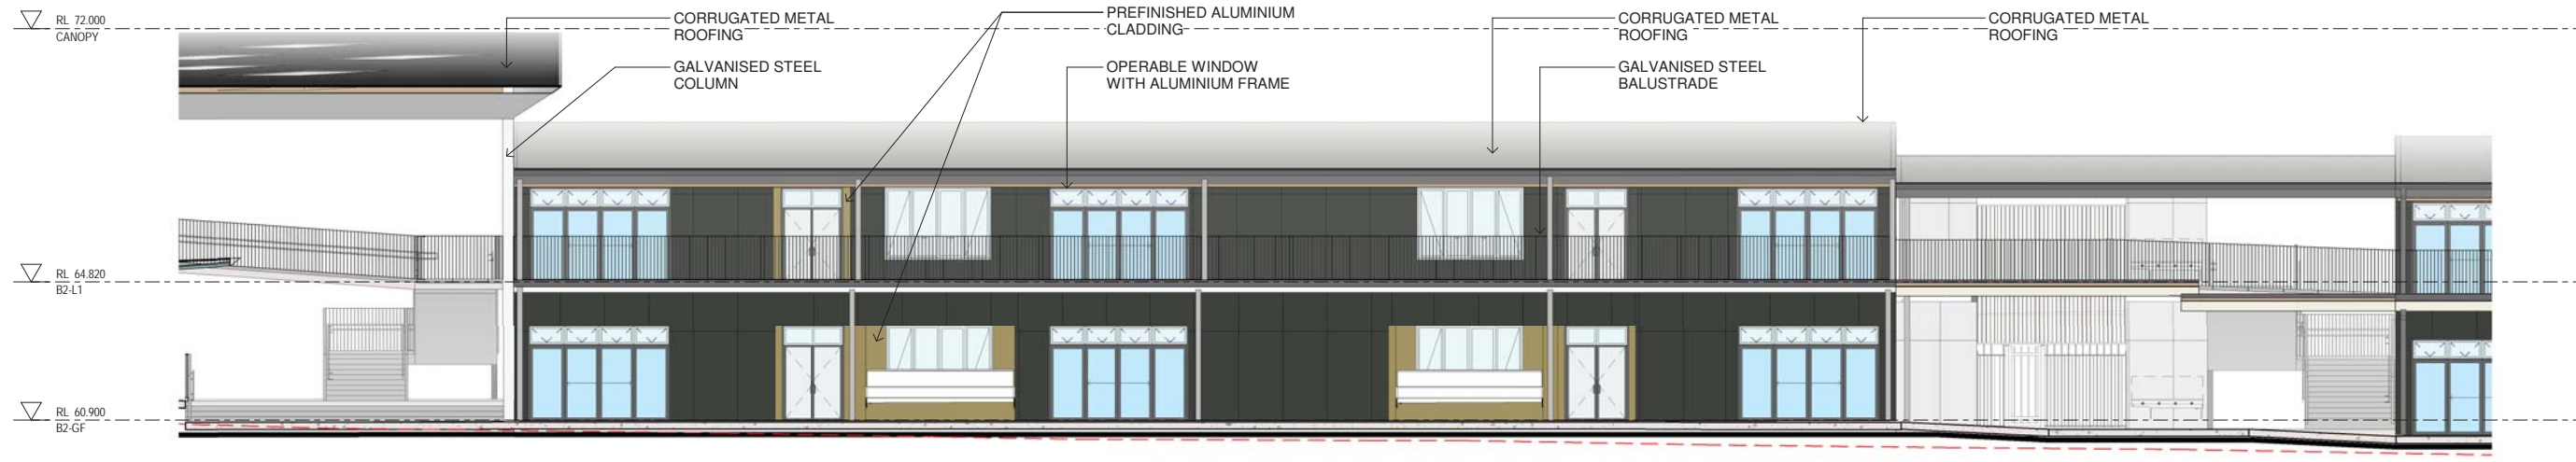 RL 72.000
CANOPY
CORRUGATED METAL
ROOFING
PREFINISHED ALUMINIUM
CLADDING
CORRUGATED METAL
ROOFING
CORRUGATED METAL
ROOFING
GALVANISED STEEL
COLUMN
OPERABLE WINDOW
WITH ALUMINIUM FRAME
GALVANISED STEEL
BALUSTRADE
RL 64.820
B2-L1
RL 60.900
B2-GF